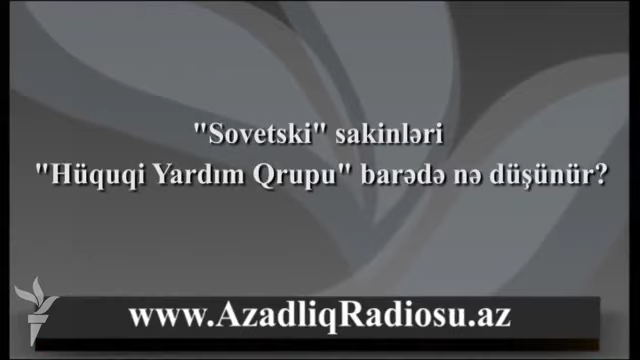 "Sovetski" sakinləri
"Hüquqi Yardım Qrupu" barədə nə düşünür?
www.AzadliqRadiosu.az